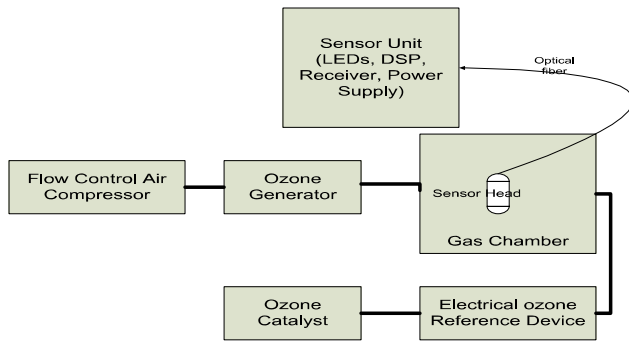 Sensor Unit
(LEDs, DSP,
Receiver, Power
Supply)
Optical
fiber
Flow Control Air
Compressor
Ozone
Generator
Sensor Head
Gas Chamber
Ozone
Catalyst
Electrical ozone
Reference Device